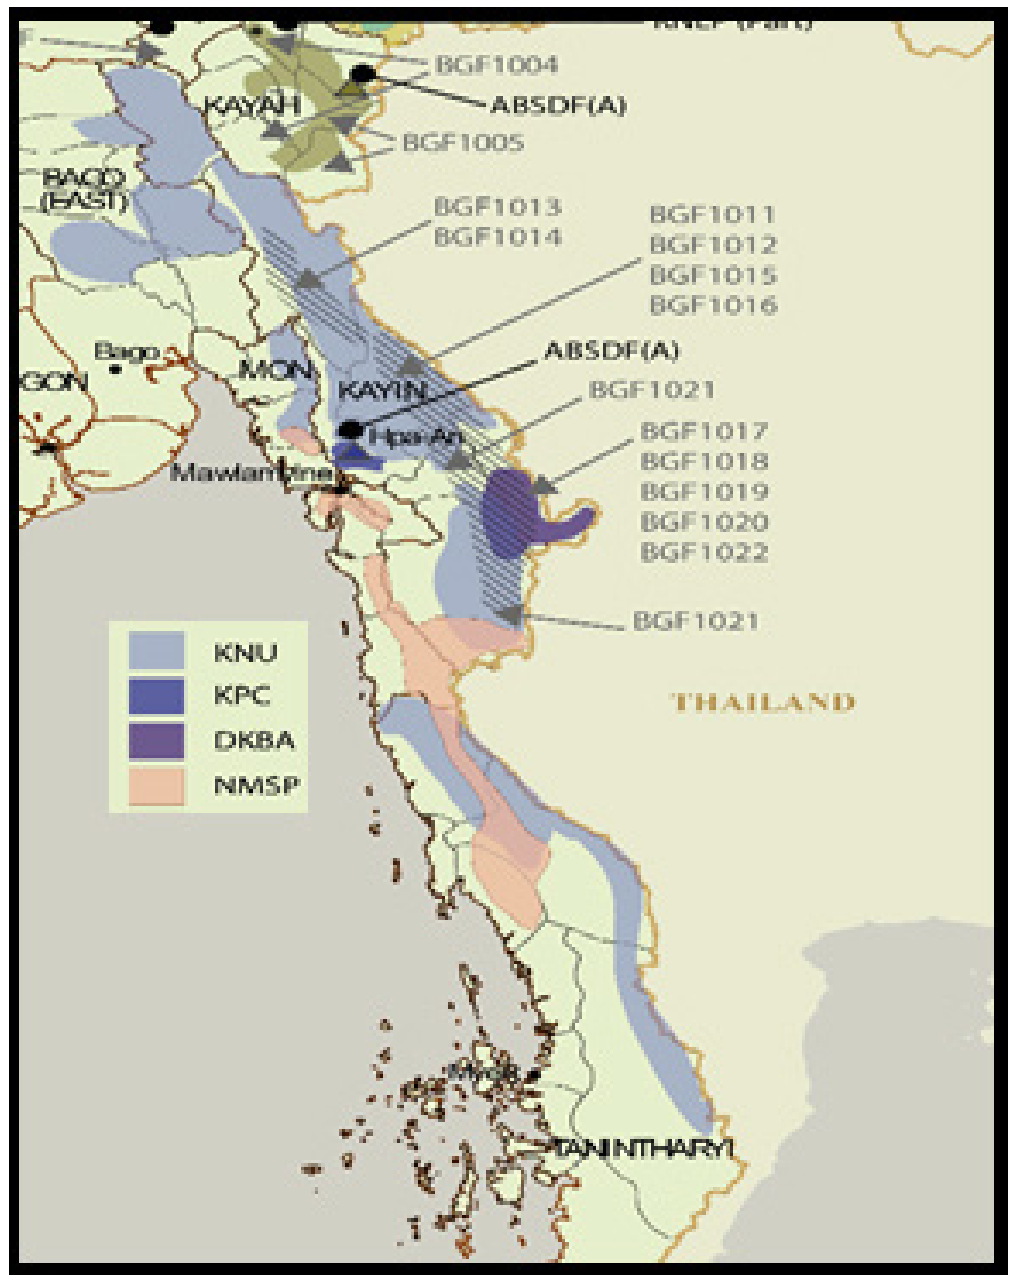 KNLP (Part)
F
BGF1004
KAYAH
ABSDF(A)
BGF1005
BAGO
(EAST)
BGF1013
BGF1014
BGF1011
BGF1012
BGF1015
BGF1016
Bago
ABSDF(A)
MON
GON
KAYIN
BGF1021
Hpa-An
BGF1017
Mawlamyine
BGF1018
BGF1019
BGF1020
BGF1022
BGF1021
KNU
KPC
DKBA
NMSP
THAILAND
TANINTHARYI